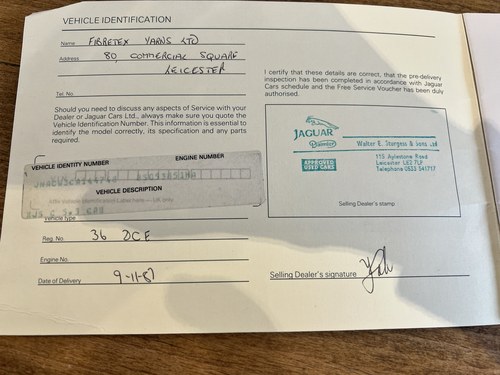 VEHICLE IDENTIFICATION
Name FIBRETEX YARNS LTD
Address 80 COMMERCIAL SQUARE
LEICESTER
Tel. No.
Should you need to discuss any aspects of Service with your
Dealer or Jaguar Cars Ltd., always make sure you quote the
Vehicle Identification Number. This information is essential to
identify the model correctly, its specification and any parts
required.
VEHICLE IDENTITY NUMBER ENGINE NUMBER
VEHICLE DESCRIPTION
Vehicle Type
Reg. No. 36 DCE
Engine No.
Date of Delivery 9-11-87
I certify that these details are correct, that the pre-delivery
inspection has been completed in accordance with Jaguar
Cars schedule and the Free Service Voucher has been duly
authorised.
JAGUAR
Daimler
APPROVED
USED CARS
Walter E. Sturgess & Sons Ltd
115 Aylestone Road
Leicester LE2 7LP
Telephone 0533 541717
Selling Dealer's stamp
Selling Dealer's signature